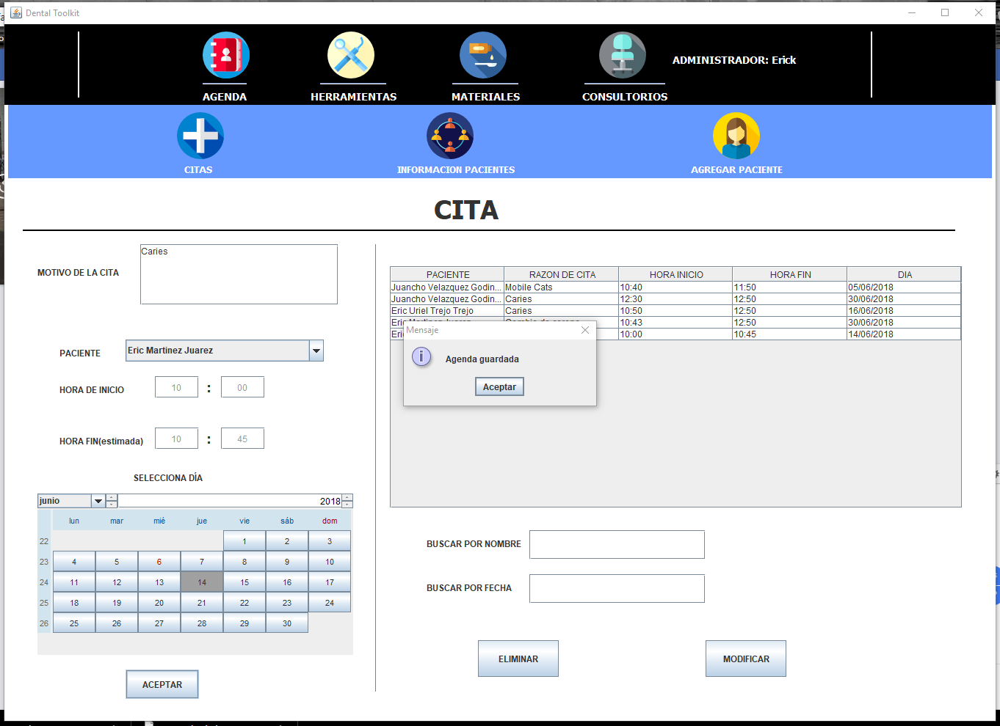 Dental Toolkit
AGENDA
HERRAMIENTAS
MATERIALES
CONSULTORIOS
ADMINISTRADOR: Erick
CITAS
INFORMACION PACIENTES
AGREGAR PACIENTE
CITA
MOTIVO DE LA CITA
Caries
PACIENTE
Eric Martinez Juarez
HORA DE INICIO
10 : 00
HORA FIN(estimada)
10 : 45
SELECCIONA DÍA
junio 2018
lun mar mié jue vie sáb dom
22 1 2 3
23 4 5 6 7 8 9 10
24 11 12 13 14 15 16 17
25 18 19 20 21 22 23 24
26 25 26 27 28 29 30
ACEPTAR
PACIENTE RAZON DE CITA HORA INICIO HORA FIN DIA
Juancho Velazquez Godin... Mobile Cats 10:40 11:50 05/06/2018
Juancho Velazquez Godin... Caries 12:30 12:50 30/06/2018
Eric Uriel Trejo Trejo Caries 10:50 12:50 16/06/2018
10:43 12:50 30/06/2018
10:00 10:45 14/06/2018
Mensaje
Agenda guardada
Aceptar
BUSCAR POR NOMBRE
BUSCAR POR FECHA
ELIMINAR
MODIFICAR